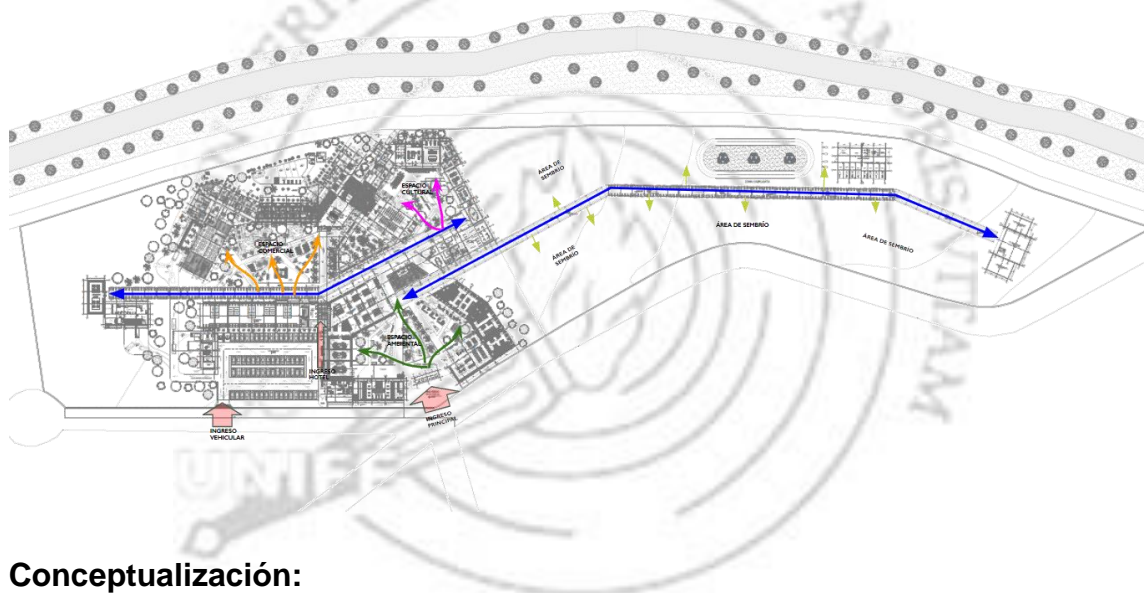 ESPACIO
CULTURAL
ÁREA DE
SEMBRÍO
ÁREA DE SEMBRÍO
ÁREA DE SEMBRÍO
ÁREA DE
SEMBRÍO
ESPACIO
COMERCIAL
ESPACIO
AMBIENTAL
INGRESO
HOTEL
INGRESO
PRINCIPAL
INGRESO
VEHICULAR
UNIFE
Conceptualización: